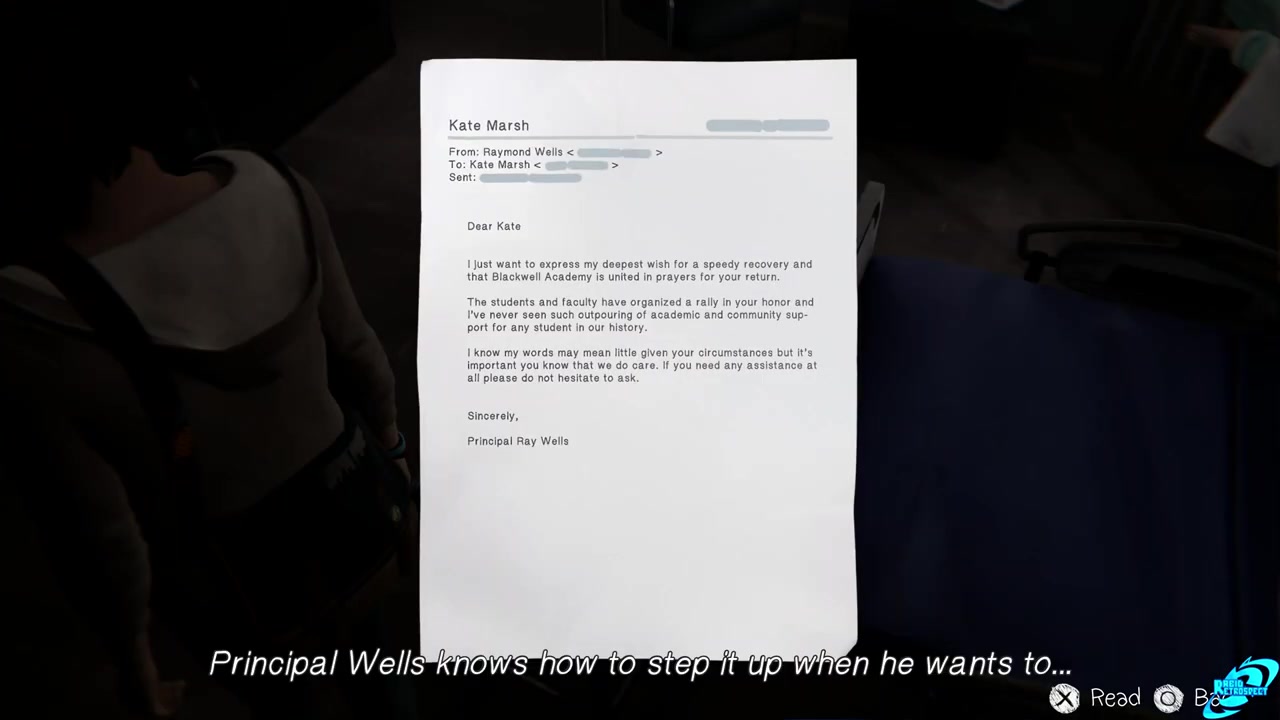 Kate Marsh
From: Raymond Wells < >
To: Kate Marsh < >
Sent:
Dear Kate
I just want to express my deepest wish for a speedy recovery and
that Blackwell Academy is united in prayers for your return.
The students and faculty have organized a rally in your honor and
I've never seen such outpouring of academic and community sup-
port for any student in our history.
I know my words may mean little given your circumstances but it's
important you know that we do care. If you need any assistance at
all please do not hesitate to ask.
Sincerely,
Principal Ray Wells
Principal Wells knows how to step it up when he wants to...
Read
RETROSPECT